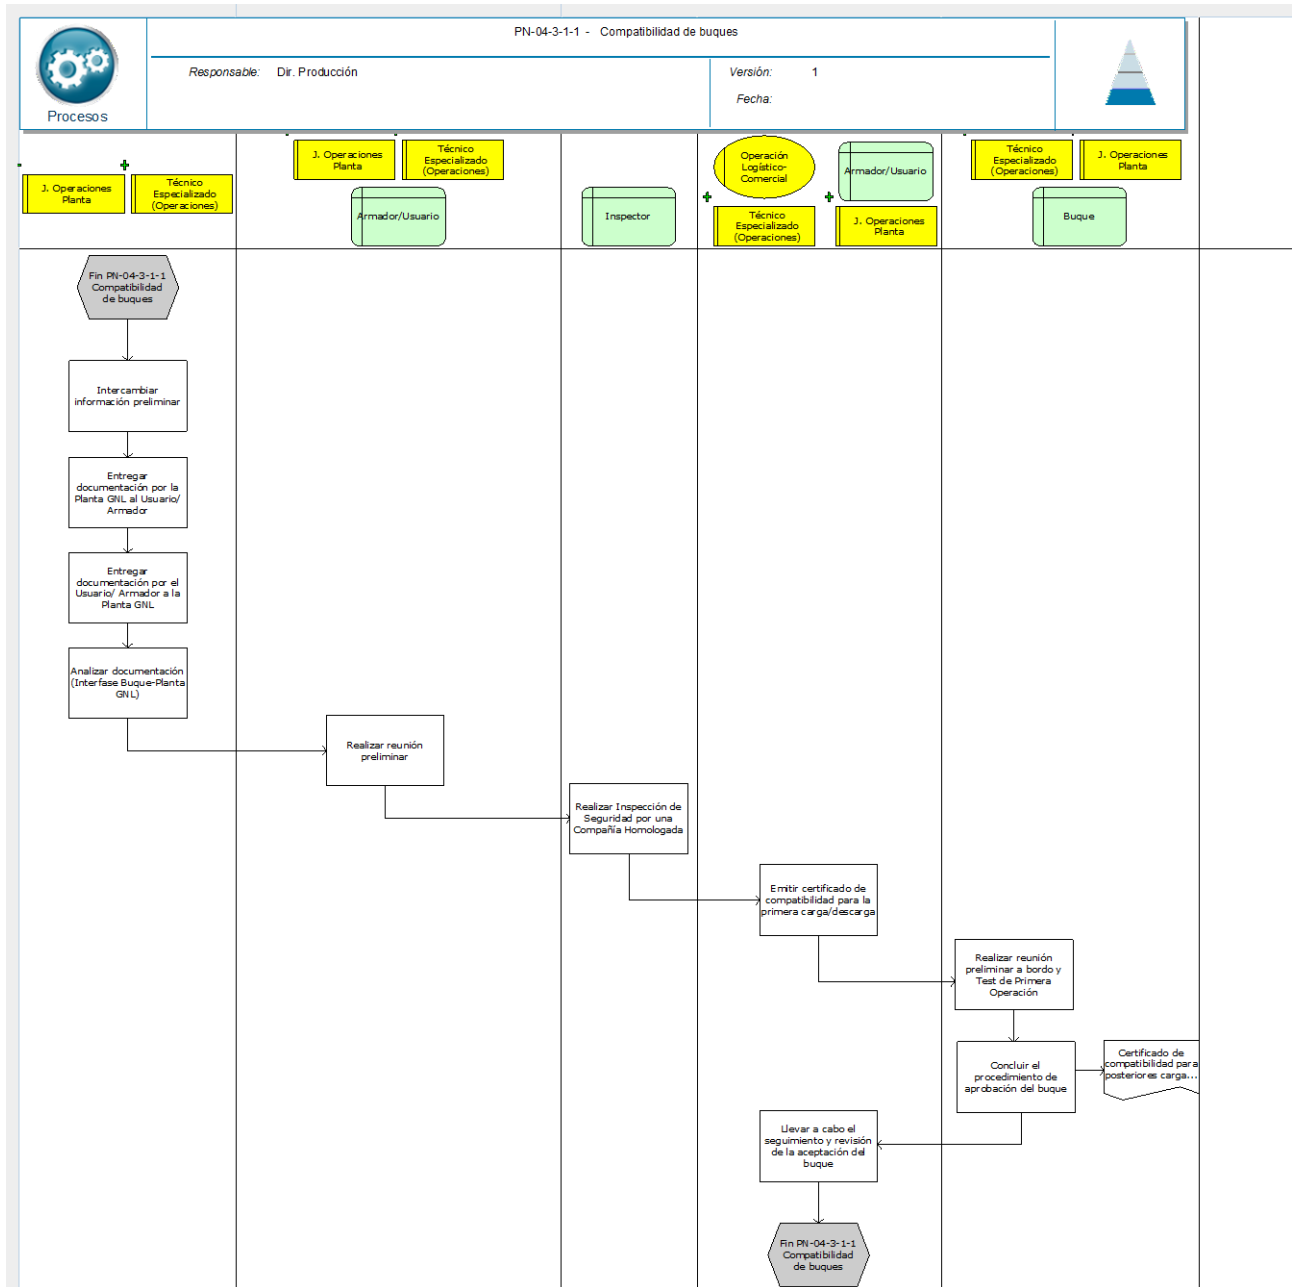 PN-04-3-1-1 - Compatibilidad de buques
Responsable: Dir. Producción
Versión: 1
Fecha:
Procesos
J. Operaciones
Planta
Técnico
Especializado
(Operaciones)
J. Operaciones
Planta
Técnico
Especializado
(Operaciones)
Armador/Usuario
Inspector
Operación
Logístico-
Comercial
Armador/Usuario
Técnico
Especializado
(Operaciones)
J. Operaciones
Planta
Técnico
Especializado
(Operaciones)
J. Operaciones
Planta
Buque
Fin PN-04-3-1-1
Compatibilidad
de buques
Intercambiar
información preliminar
Entregar
documentación por la
Planta GNL al Usuario/
Armador
Entregar
documentación por el
Usuario/ Armador a la
Planta GNL
Analizar documentación
(Interfase Buque-Planta
GNL)
Realizar reunión
preliminar
Realizar Inspección de
Seguridad por una
Compañía Homologada
Emitir certificado de
compatibilidad para la
primera carga/descarga
Realizar reunión
preliminar a bordo y
Test de Primera
Operación
Concluir el
procedimiento de
aprobación del buque
Certificado de
compatibilidad para
posteriores carga...
Llevar a cabo el
seguimiento y revisión
de la aceptación del
buque
Fin PN-04-3-1-1
Compatibilidad
de buques